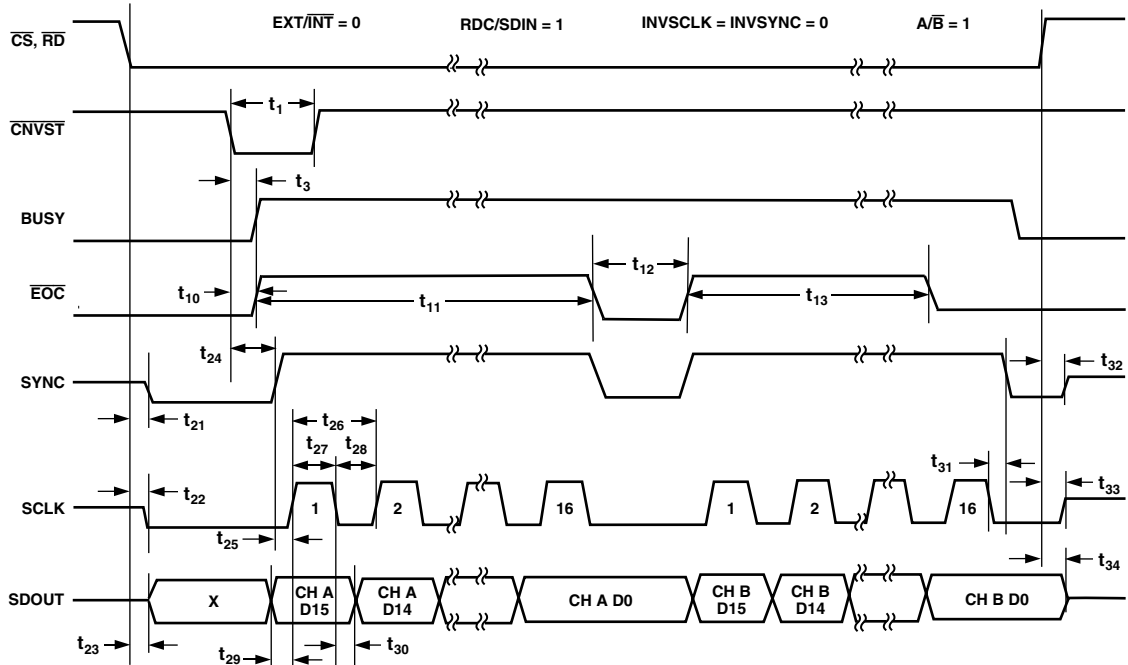 EXT/INT = 0 RDC/SDIN = 1 INVSCLK = INVSYNC = 0 A/B = 1
CS, RD
t1
CNVST
t3
BUSY
t12
EOC
t10
t11
t13
t24
SYNC
t32
t21
t26
t27 t28
t31
t22
t33
SCLK
1 2 16 1 2 16
t25
t34
SDOUT
X
CH A D15
CH A D14
CH A D0
CH B D15
CH B D14
CH B D0
t23
t29
t30